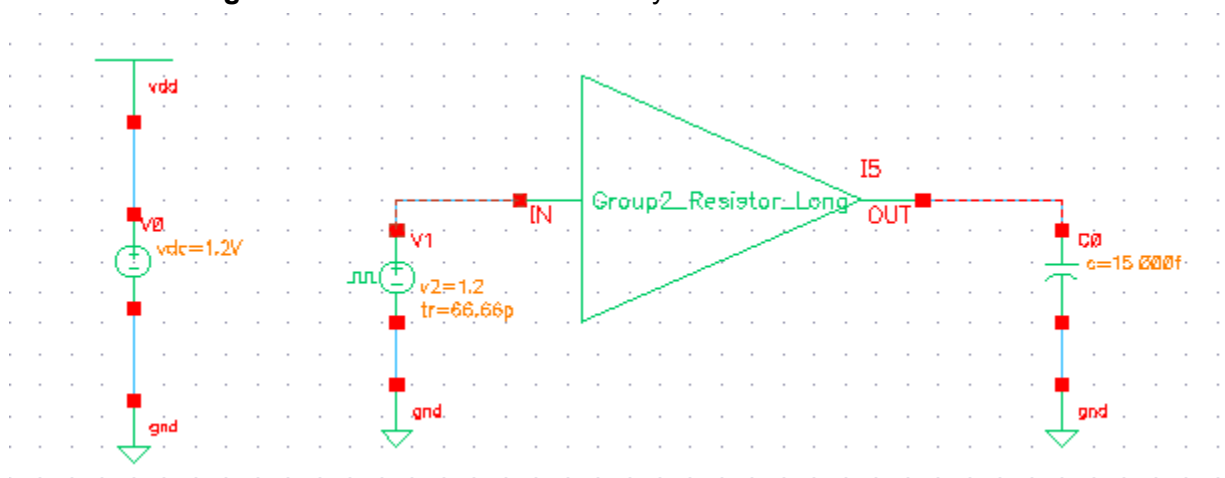 vdd
V0
vdc=1.2V
gnd
V1
v2=1.2
tr=66.66p
gnd
IN
Group2_Resistor_Long
I5
OUT
C0
c=15.000f
gnd